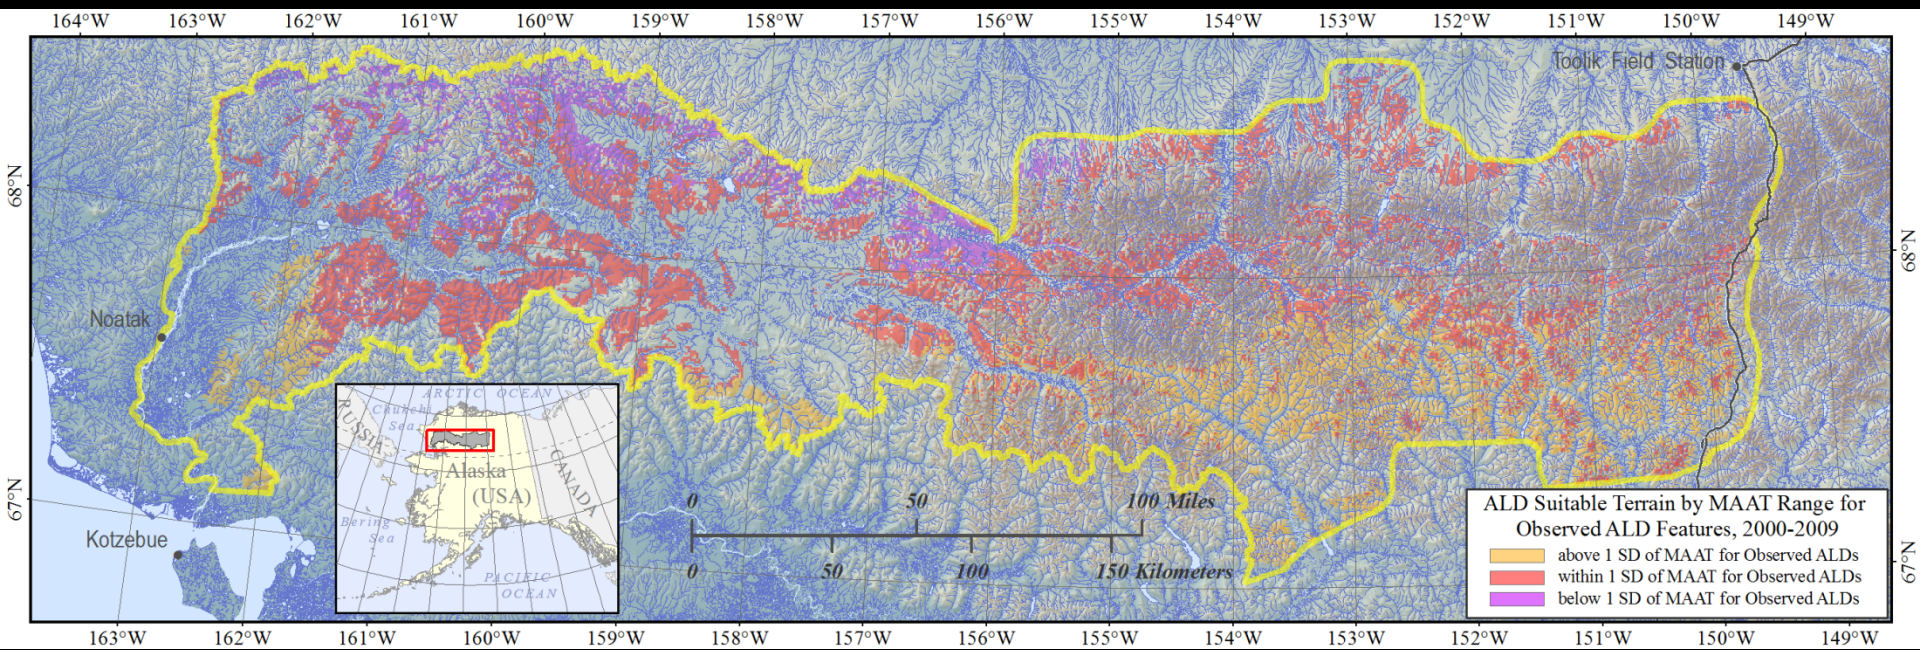 164°W 163°W 162°W 161°W 160°W 159°W 158°W 157°W 156°W 155°W 154°W 153°W 152°W 151°W 150°W 149°W
Toolik Field Station
68°N
68°N
Noatak
ARCTIC OCEAN
Chukchi
Sea
RUSSIA
Alaska
(USA)
CANADA
Bering
Sea
PACIFIC
OCEAN
67°N
67°N
Kotzebue
0 50 100 Miles
0 50 100 150 Kilometers
ALD Suitable Terrain by MAAT Range for
Observed ALD Features, 2000-2009
above 1 SD of MAAT for Observed ALDs
within 1 SD of MAAT for Observed ALDs
below 1 SD of MAAT for Observed ALDs
163°W 162°W 161°W 160°W 159°W 158°W 157°W 156°W 155°W 154°W 153°W 152°W 151°W 150°W 149°W